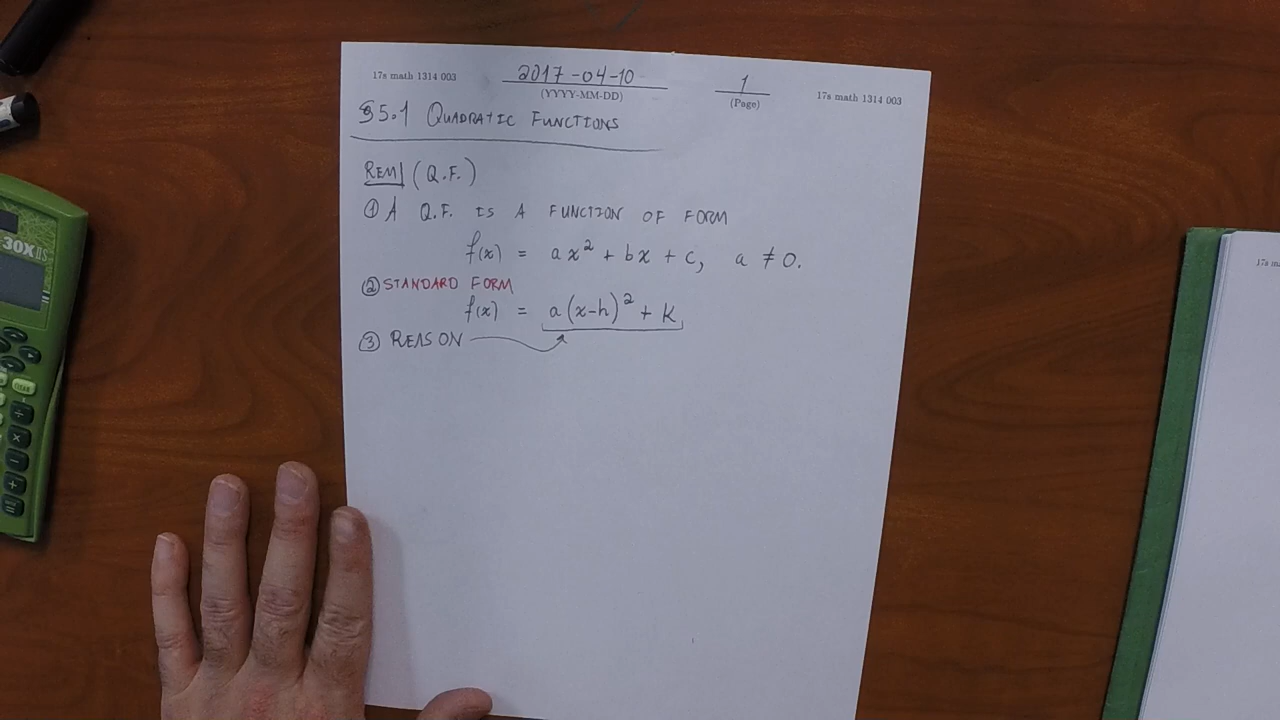 17s math 1314 003 2017-04-10 1 17s math 1314 003
(YYYY-MM-DD) (Page)
§5.1 QUADRATIC FUNCTIONS
REM (Q.F.)
① A Q.F. IS A FUNCTION OF FORM
f(x) = ax² + bx + c, a ≠ 0.
② STANDARD FORM
f(x) = a(x-h)² + K
③ REASON
30X IIS
17s m